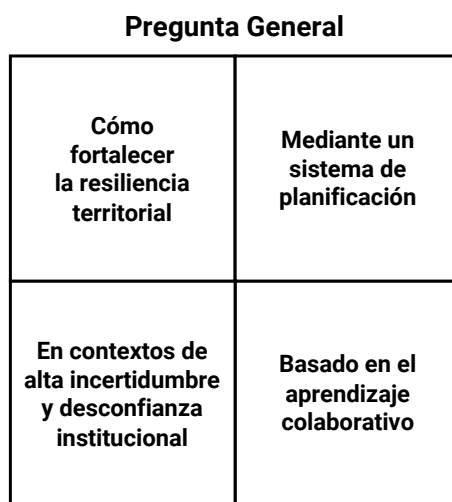 Pregunta General
Cómo
fortalecer
la resiliencia
territorial
Mediante un
sistema de
planificación
En contextos de
alta incertidumbre
y desconfianza
institucional
Basado en el
aprendizaje
colaborativo